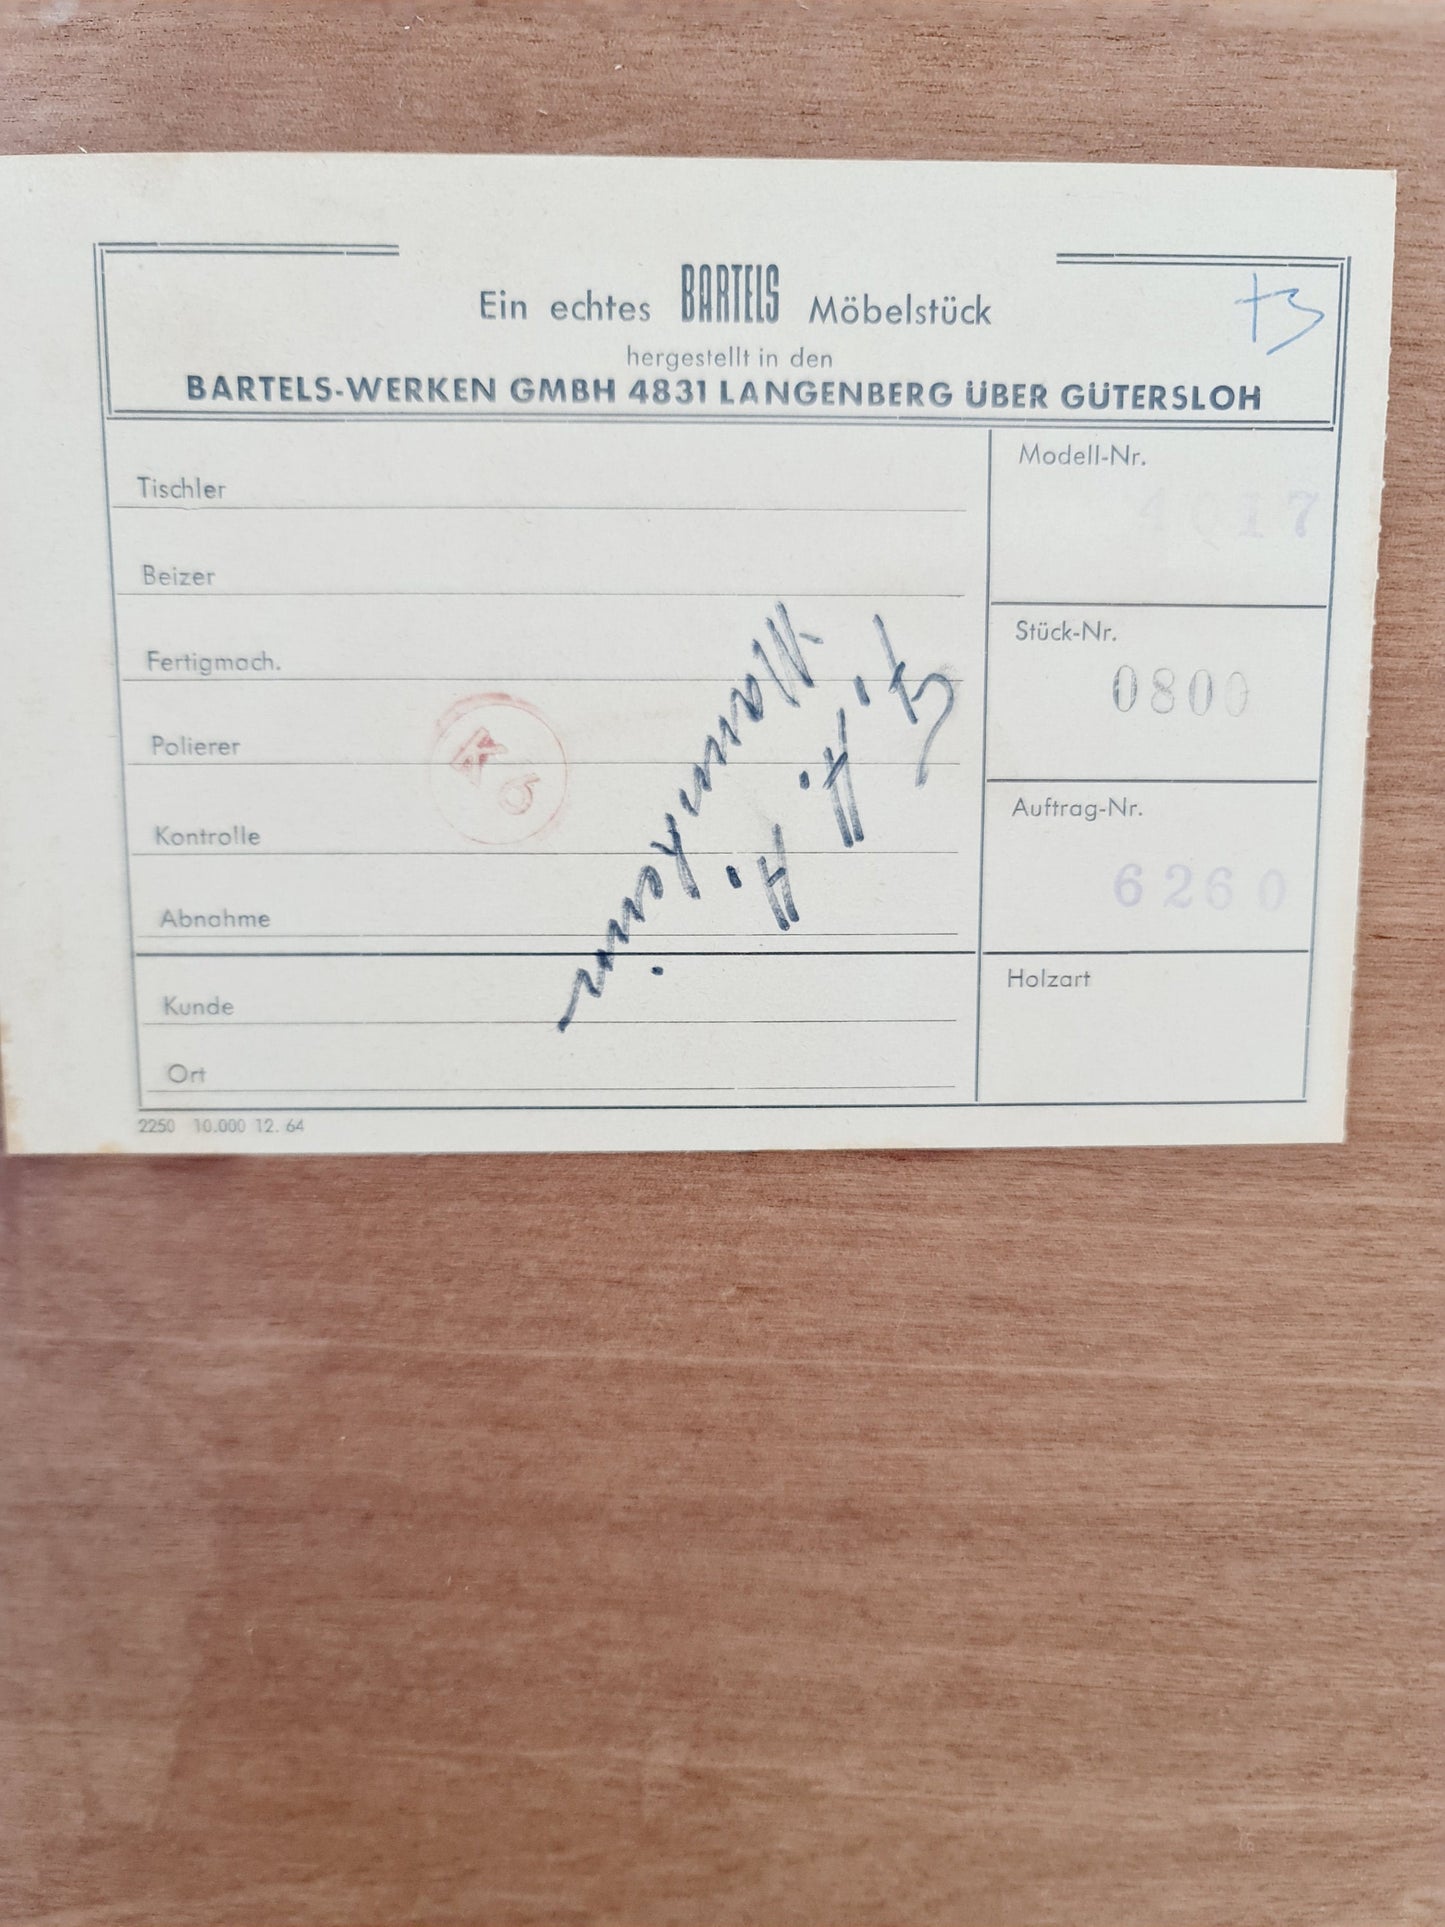 Ein echtes BARTELS Möbelstück
hergestellt in den
BARTELS-WERKEN GMBH 4831 LANGENBERG ÜBER GÜTERSLOH
Tischler
Beizer
Fertigmach.
Polierer
Kontrolle
Abnahme
Kunde
Ort
Modell-Nr.
4017
Stück-Nr.
0800
Auftrag-Nr.
6260
Holzart
K 6
2250 10.000 12. 64